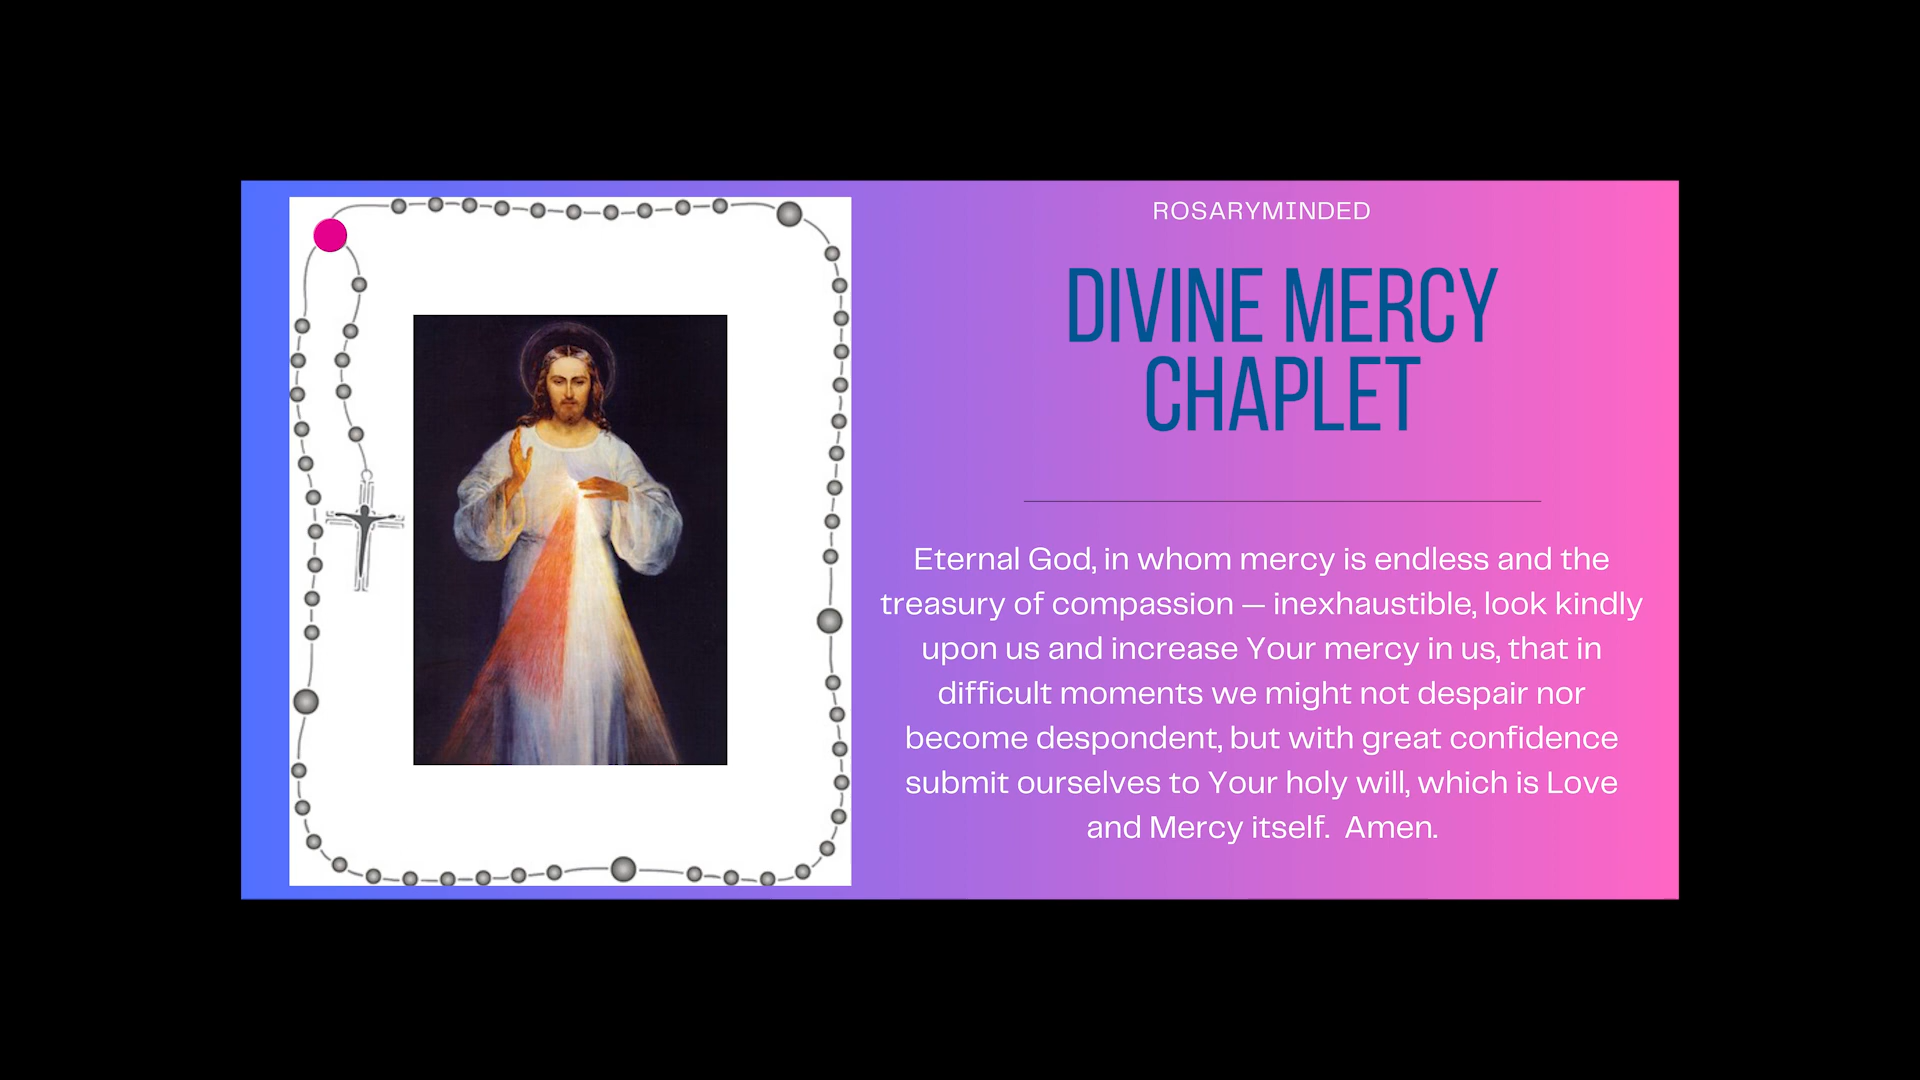 ROSARYMINDED
DIVINE MERCY
CHAPLET
Eternal God, in whom mercy is endless and the
treasury of compassion — inexhaustible, look kindly
upon us and increase Your mercy in us, that in
difficult moments we might not despair nor
become despondent, but with great confidence
submit ourselves to Your holy will, which is Love
and Mercy itself.  Amen.